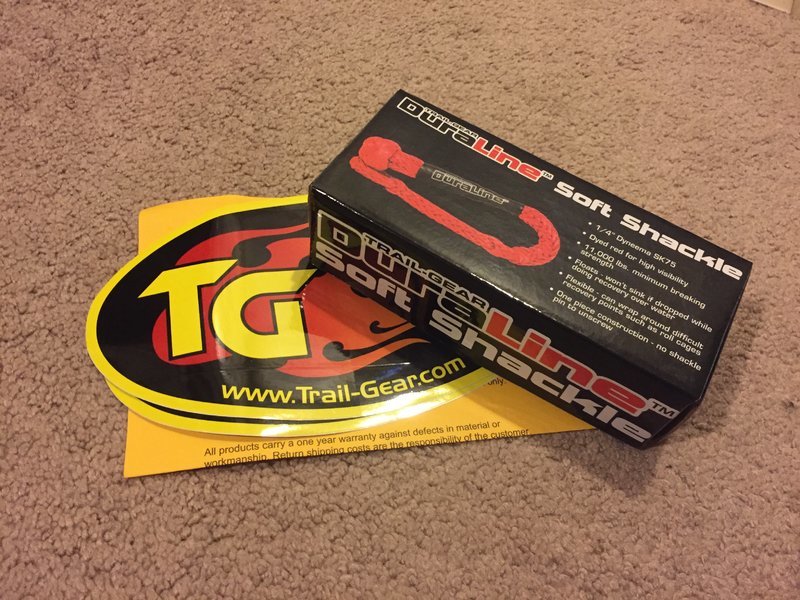 TRAIL-GEAR
DuraLine™
Soft Shackle
DuraLine
• 1/4" Dyneema SK75
• Dyed red for high visibility
• 11,000 lbs. minimum breaking
strength
• Floats - won't sink if dropped while
doing recovery over water
• Flexible - can wrap around difficult
recovery points such as roll cages
• One piece construction - no shackle
pin to unscrew
TRAIL-GEAR
DuraLine™
Soft Shackle
TG
www.Trail-Gear.com
only.
All products carry a one year warranty against defects in material or
workmanship. Return shipping costs are the responsibility of the customer